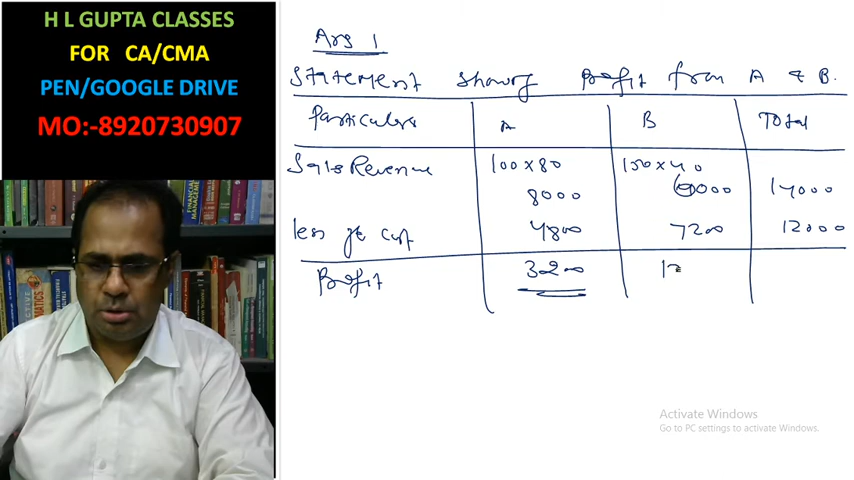 H L GUPTA CLASSES
FOR CA/CMA
PEN/GOOGLE DRIVE
MO:-8920730907
Ans 1
Statement showing Profit from A & B.
Particulars A B Total
Sales Revenue 100 x 80 150 x 40
8000 6000 14000
less jt cost 4800 7200 12000
Profit 3200 12
Activate Windows
Go to PC settings to activate Windows.